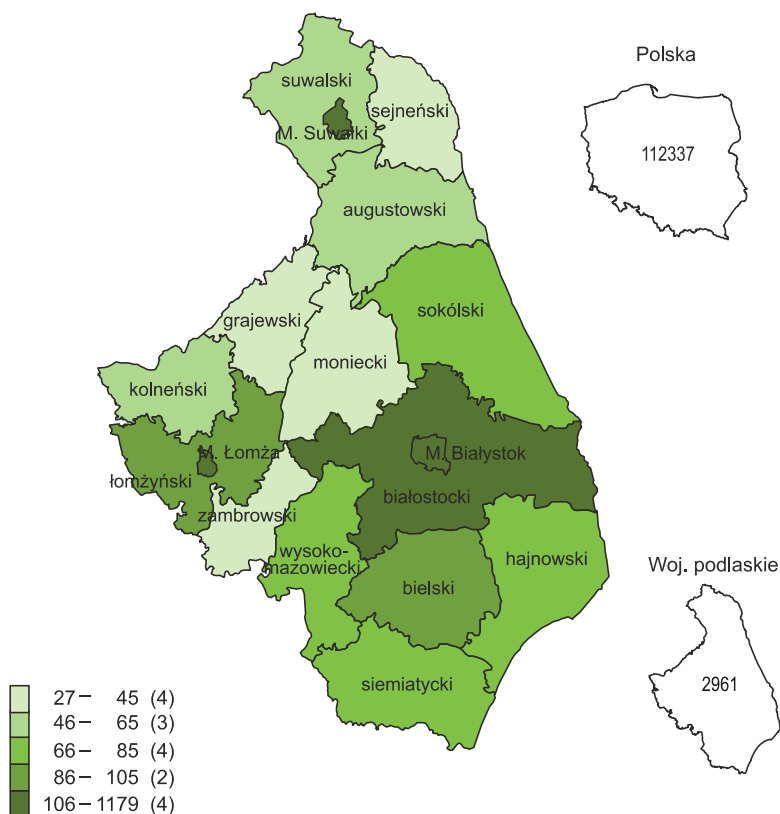 Polska
112337
suwalski
sejneński
M. Suwałki
augustowski
sokólski
grajewski
moniecki
kolneński
M. Łomża
M. Białystok
łomżyński
białostocki
zambrowski
wysoko-
mazowiecki
hajnowski
bielski
siemiatycki
Woj. podlaskie
2961
27 – 45 (4)
46 – 65 (3)
66 – 85 (4)
86 – 105 (2)
106 – 1179 (4)